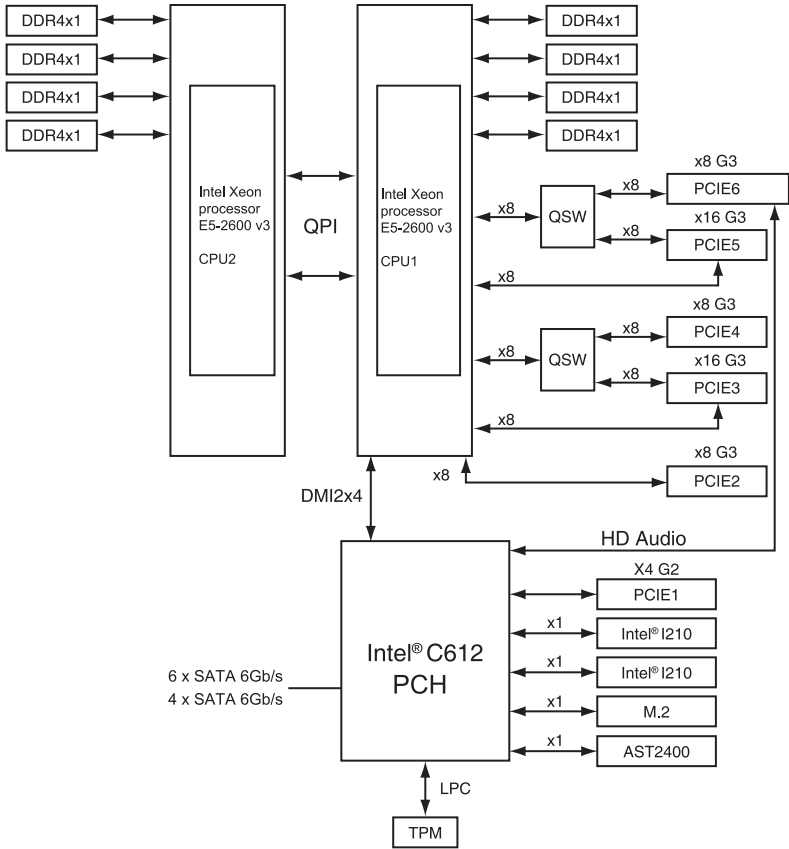 DDR4x1
DDR4x1
DDR4x1
DDR4x1
DDR4x1
DDR4x1
DDR4x1
DDR4x1
Intel Xeon
processor
E5-2600 v3
CPU2
QPI
Intel Xeon
processor
E5-2600 v3
CPU1
x8
QSW
x8
x8 G3
PCIE6
x8
x16 G3
PCIE5
x8
x8
QSW
x8
x8 G3
PCIE4
x8
x16 G3
PCIE3
x8
x8
x8 G3
PCIE2
DMI2x4
HD Audio
Intel® C612
PCH
X4 G2
PCIE1
x1
Intel® I210
x1
Intel® I210
x1
M.2
x1
AST2400
6 x SATA 6Gb/s
4 x SATA 6Gb/s
LPC
TPM